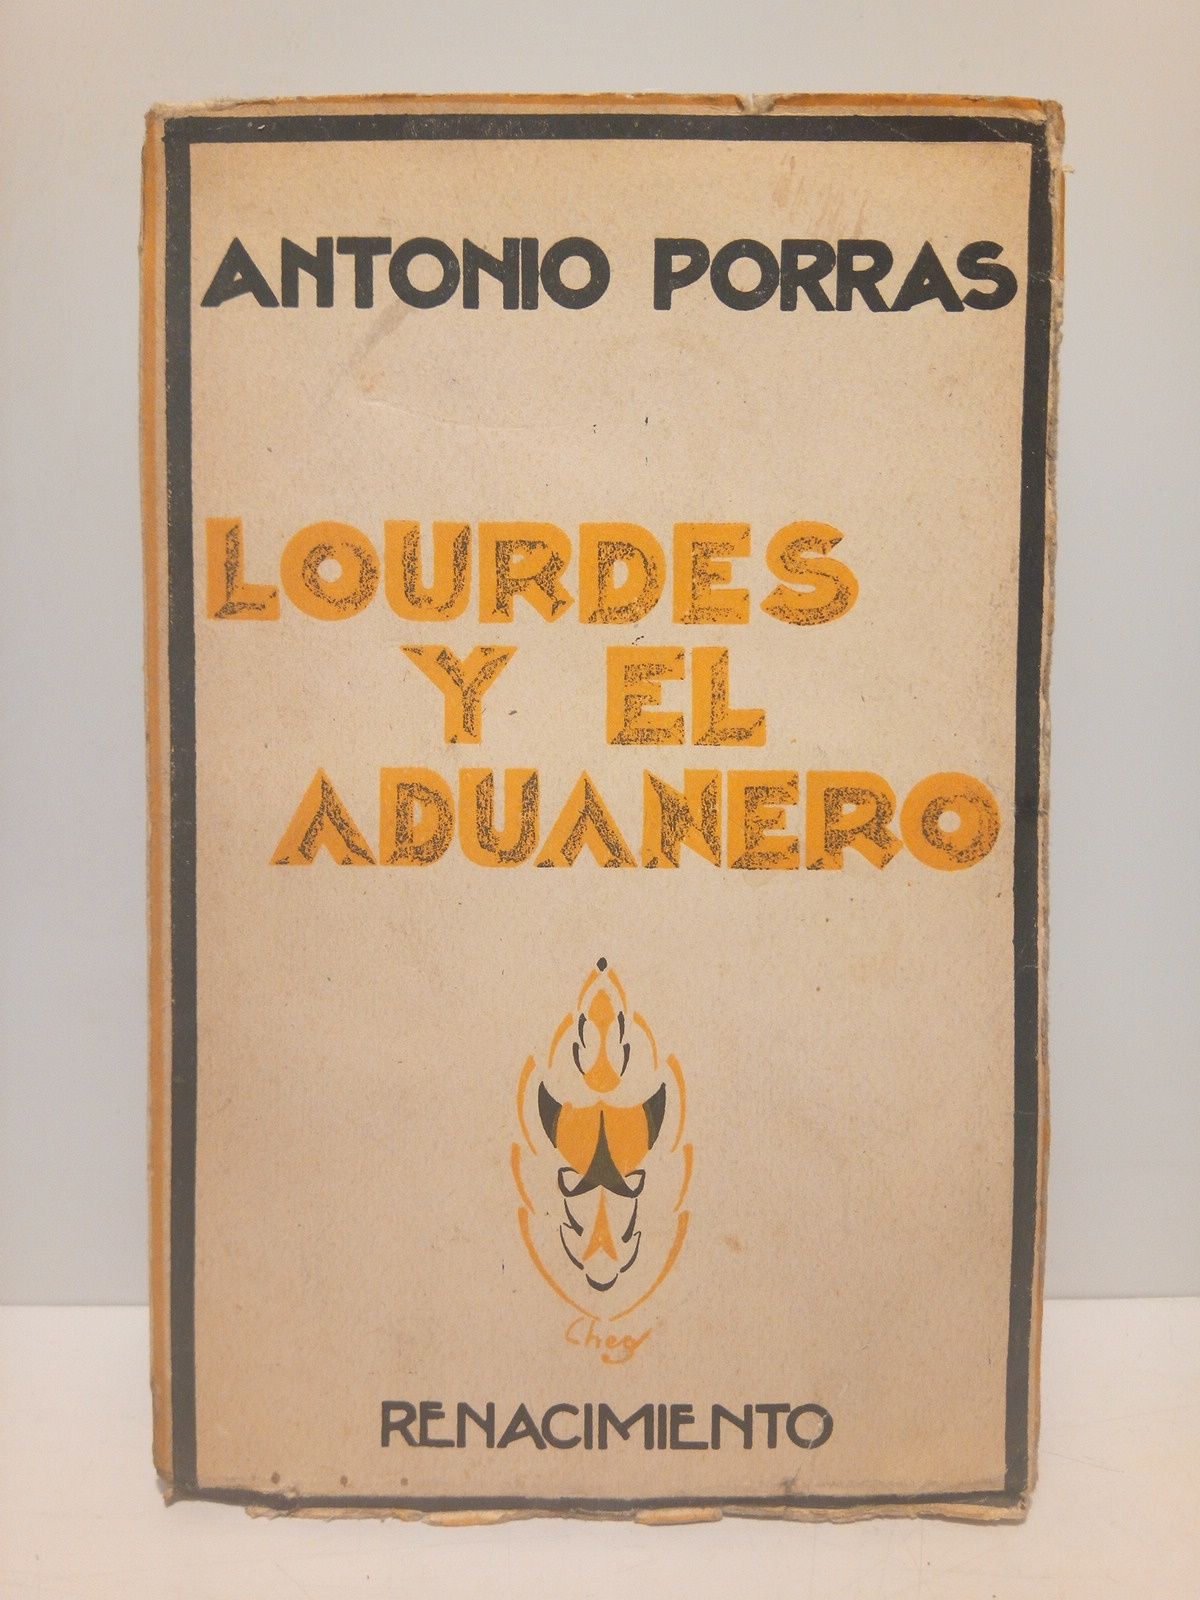 ANTONIO PORRAS
LOURDES
Y EL
ADUANERO
RENACIMIENTO